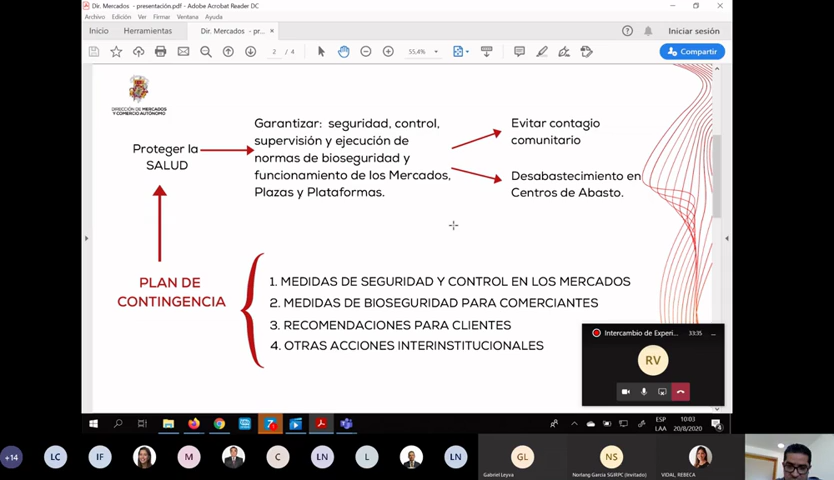 Dir. Mercados - presentación.pdf - Adobe Acrobat Reader DC
Archivo Edición Ver Firmar Ventana Ayuda
Inicio Herramientas Dir. Mercados - pr... × Iniciar sesión
2 / 4 55,4% Compartir
DIRECCIÓN DE MERCADOS
Y COMERCIO AUTÓNOMO
Proteger la
SALUD
Garantizar: seguridad, control,
supervisión y ejecución de
normas de bioseguridad y
funcionamiento de los Mercados,
Plazas y Plataformas.
Evitar contagio
comunitario
Desabastecimiento en
Centros de Abasto.
PLAN DE
CONTINGENCIA
1. MEDIDAS DE SEGURIDAD Y CONTROL EN LOS MERCADOS
2. MEDIDAS DE BIOSEGURIDAD PARA COMERCIANTES
3. RECOMENDACIONES PARA CLIENTES
4. OTRAS ACCIONES INTERINSTITUCIONALES
Intercambio de Experi... 33:35
RV
ESP
LAA
10:03
20/8/2020
+14 LC IF M C LN L LN GL NS
Gabriel Leyva Norlang García SGIRPC (Invitado) VIDAL, REBECA